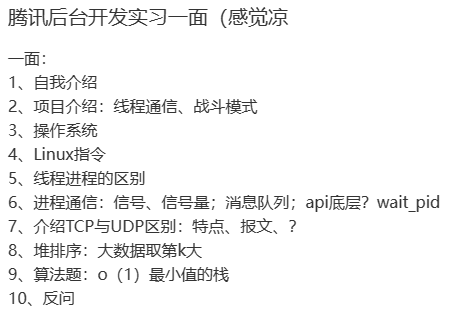 腾讯后台开发实习一面（感觉凉
一面：
1、自我介绍
2、项目介绍：线程通信、战斗模式
3、操作系统
4、Linux指令
5、线程进程的区别
6、进程通信：信号、信号量；消息队列；api底层？wait_pid
7、介绍TCP与UDP区别：特点、报文、？
8、堆排序：大数据取第k大
9、算法题：o（1）最小值的栈
10、反问